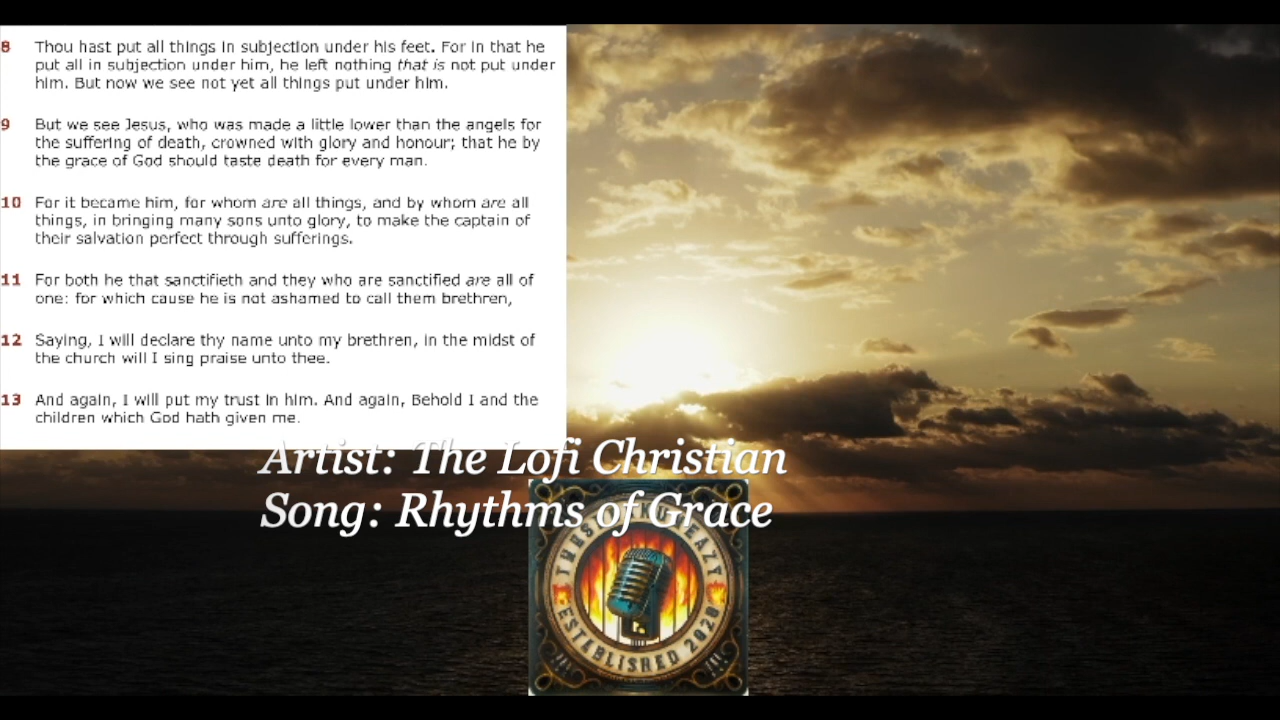 8 Thou hast put all things in subjection under his feet. For in that he
put all in subjection under him, he left nothing that is not put under
him. But now we see not yet all things put under him.
9 But we see Jesus, who was made a little lower than the angels for
the suffering of death, crowned with glory and honour; that he by
the grace of God should taste death for every man.
10 For it became him, for whom are all things, and by whom are all
things, in bringing many sons unto glory, to make the captain of
their salvation perfect through sufferings.
11 For both he that sanctifieth and they who are sanctified are all of
one: for which cause he is not ashamed to call them brethren,
12 Saying, I will declare thy name unto my brethren, in the midst of
the church will I sing praise unto thee.
13 And again, I will put my trust in him. And again, Behold I and the
children which God hath given me.
Artist: The Lofi Christian
Song: Rhythms of Grace
ESTABLISHED 2020